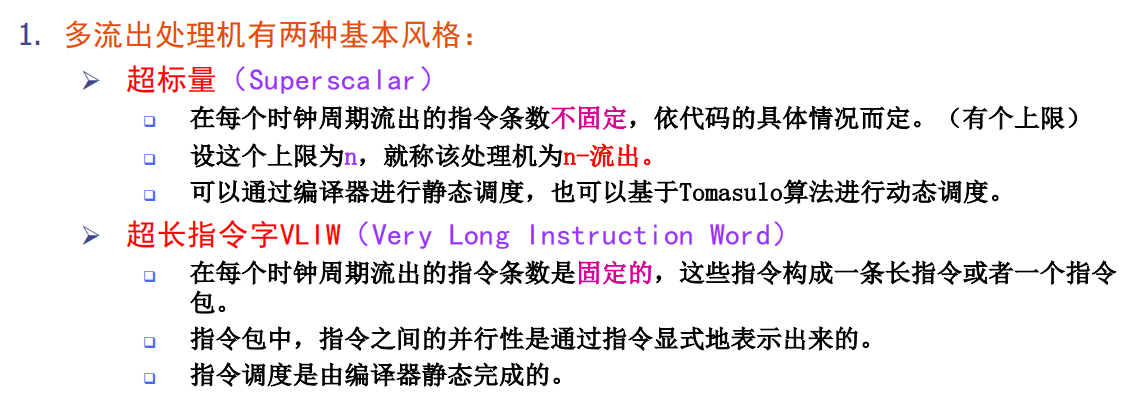 1. 多流出处理机有两种基本风格：
超标量（Superscalar）
在每个时钟周期流出的指令条数不固定，依代码的具体情况而定。（有个上限）
设这个上限为n，就称该处理机为n-流出。
可以通过编译器进行静态调度，也可以基于Tomasulo算法进行动态调度。
超长指令字VLIW（Very Long Instruction Word）
在每个时钟周期流出的指令条数是固定的，这些指令构成一条长指令或者一个指令
包。
指令包中，指令之间的并行性是通过指令显式地表示出来的。
指令调度是由编译器静态完成的。